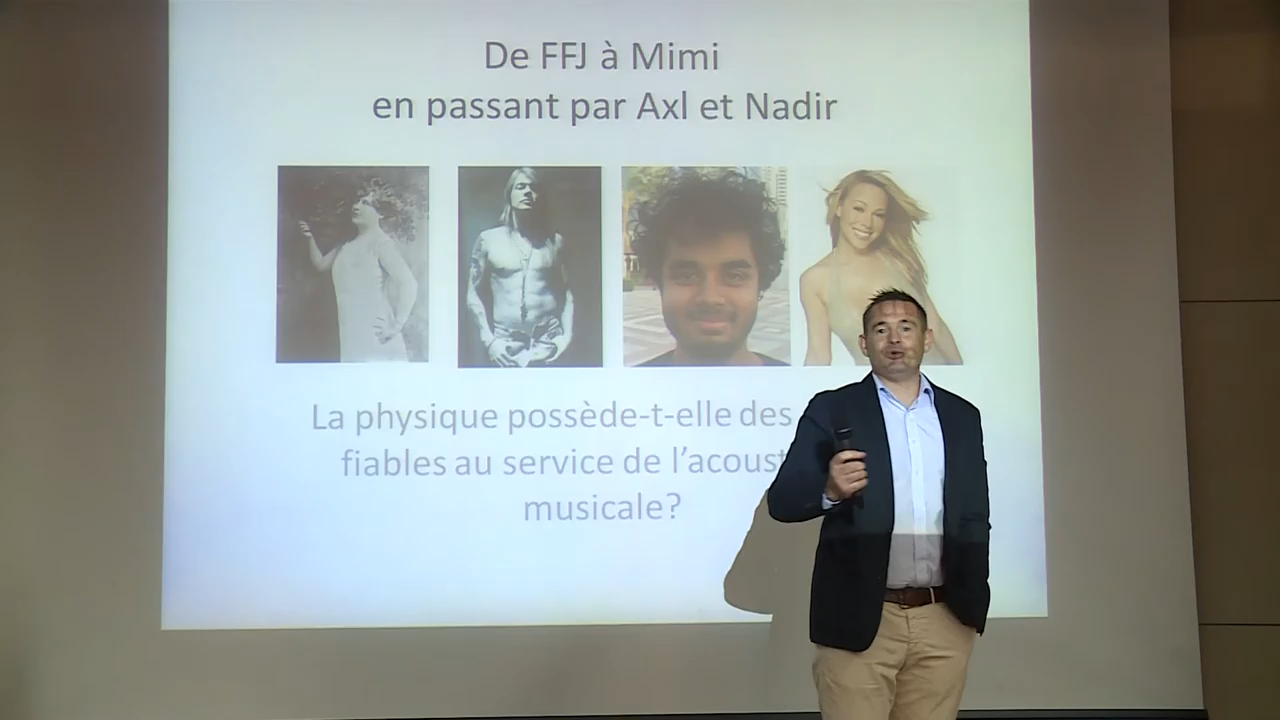 De FFJ à Mimi
en passant par Axl et Nadir
La physique possède-t-elle des
fiables au service de l'acoust
musicale?